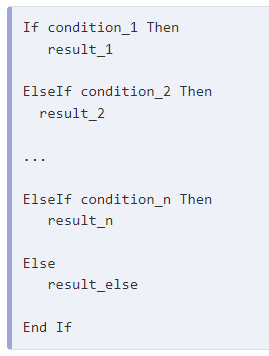 If condition_1 Then
   result_1

ElseIf condition_2 Then
  result_2

...

ElseIf condition_n Then
   result_n

Else
   result_else

End If